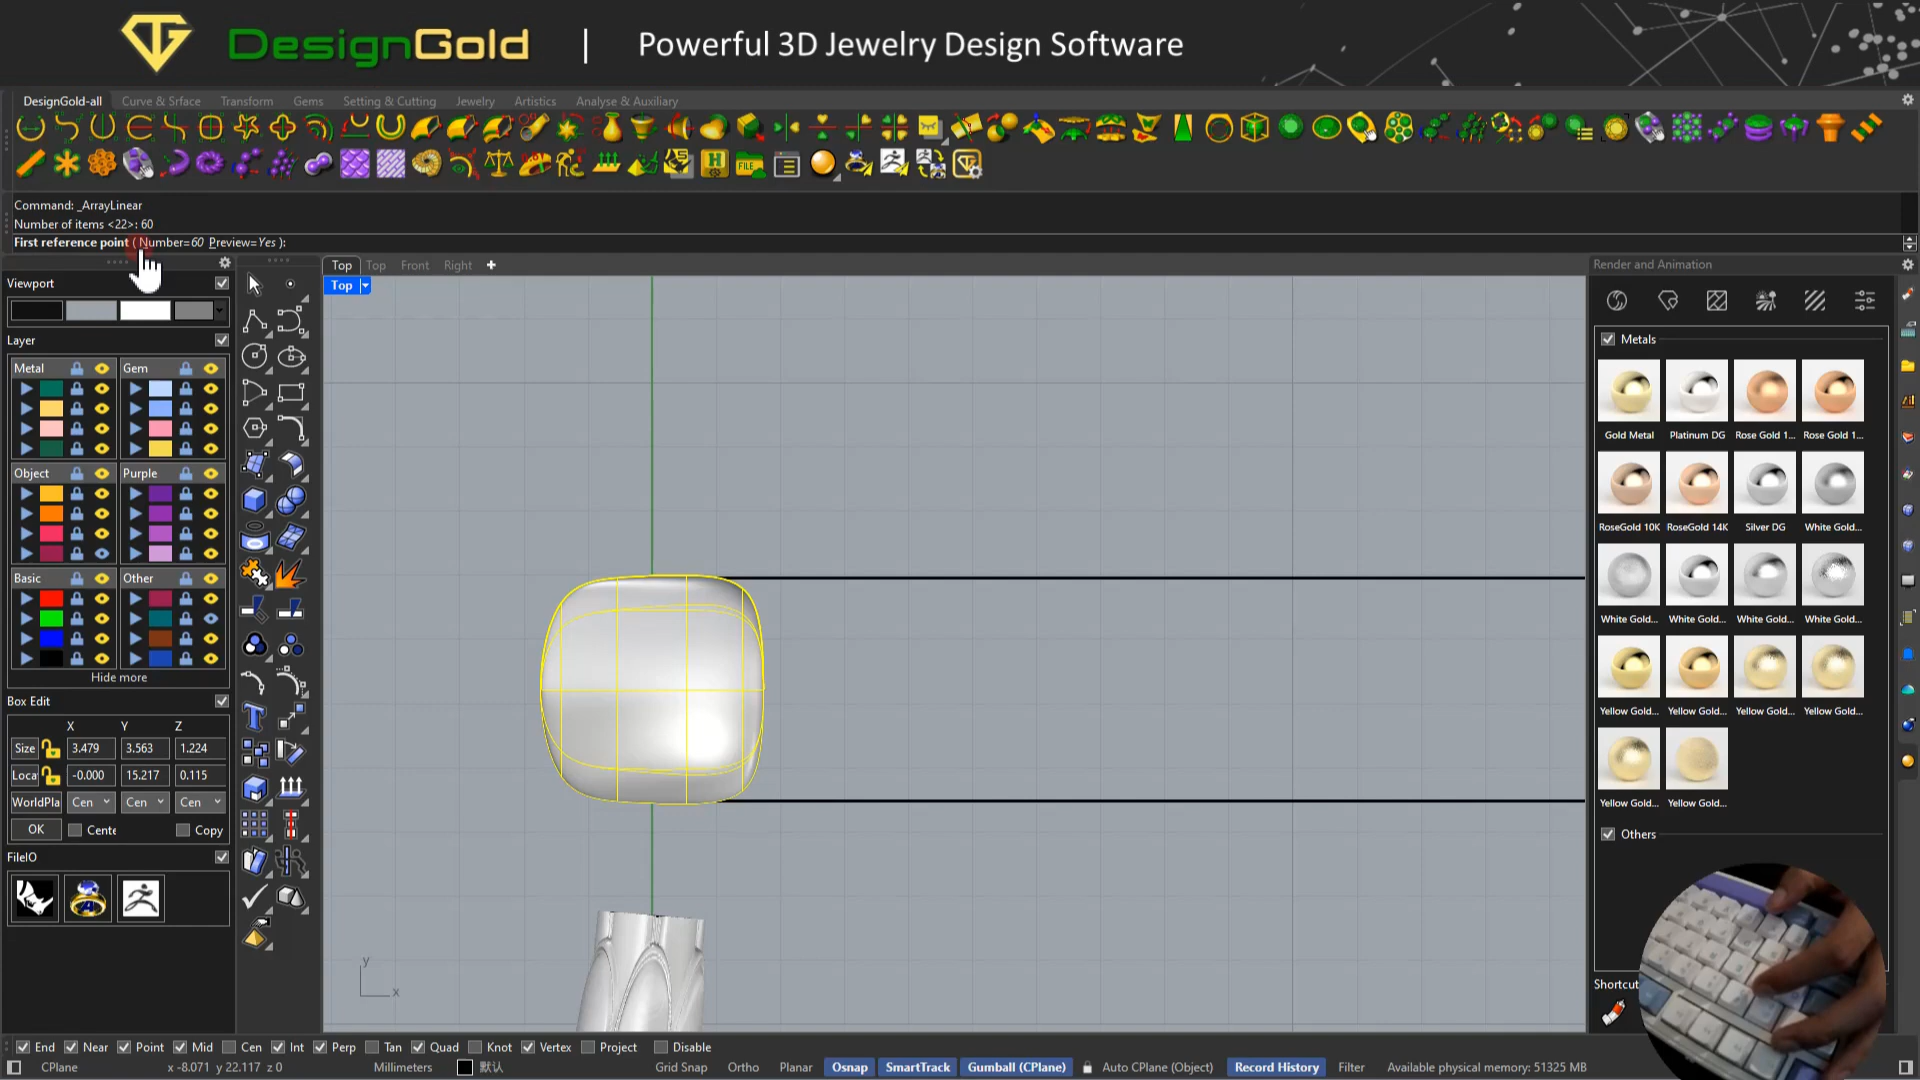 DesignGold | Powerful 3D Jewelry Design Software
DesignGold-all Curve & Srface Transform Gems Setting & Cutting Jewelry Artistics Analyse & Auxiliary
Command: _ArrayLinear
Number of items <22>: 60
First reference point ( Number=60 Preview=Yes ):
Viewport
Layer
Metal Gem
Object Purple
Basic Other
Hide more
Box Edit
X Y Z
Size 3.479 3.563 1.224
Loca -0.000 15.217 0.115
WorldPla Cen Cen Cen
OK Cente Copy
FileIO
Top Top Front Right
Top
y
x
Render and Animation
Metals
Gold Metal Platinum DG Rose Gold 1... Rose Gold 1...
RoseGold 10K RoseGold 14K Silver DG White Gold...
White Gold... White Gold... White Gold... White Gold...
Yellow Gold... Yellow Gold... Yellow Gold... Yellow Gold...
Yellow Gold... Yellow Gold...
Others
Shortcut
End Near Point Mid Cen Int Perp Tan Quad Knot Vertex Project Disable
CPlane x -8.071 y 22.117 z 0 Millimeters 默认 Grid Snap Ortho Planar Osnap SmartTrack Gumball (CPlane) Auto CPlane (Object) Record History Filter Available physical memory: 51325 MB